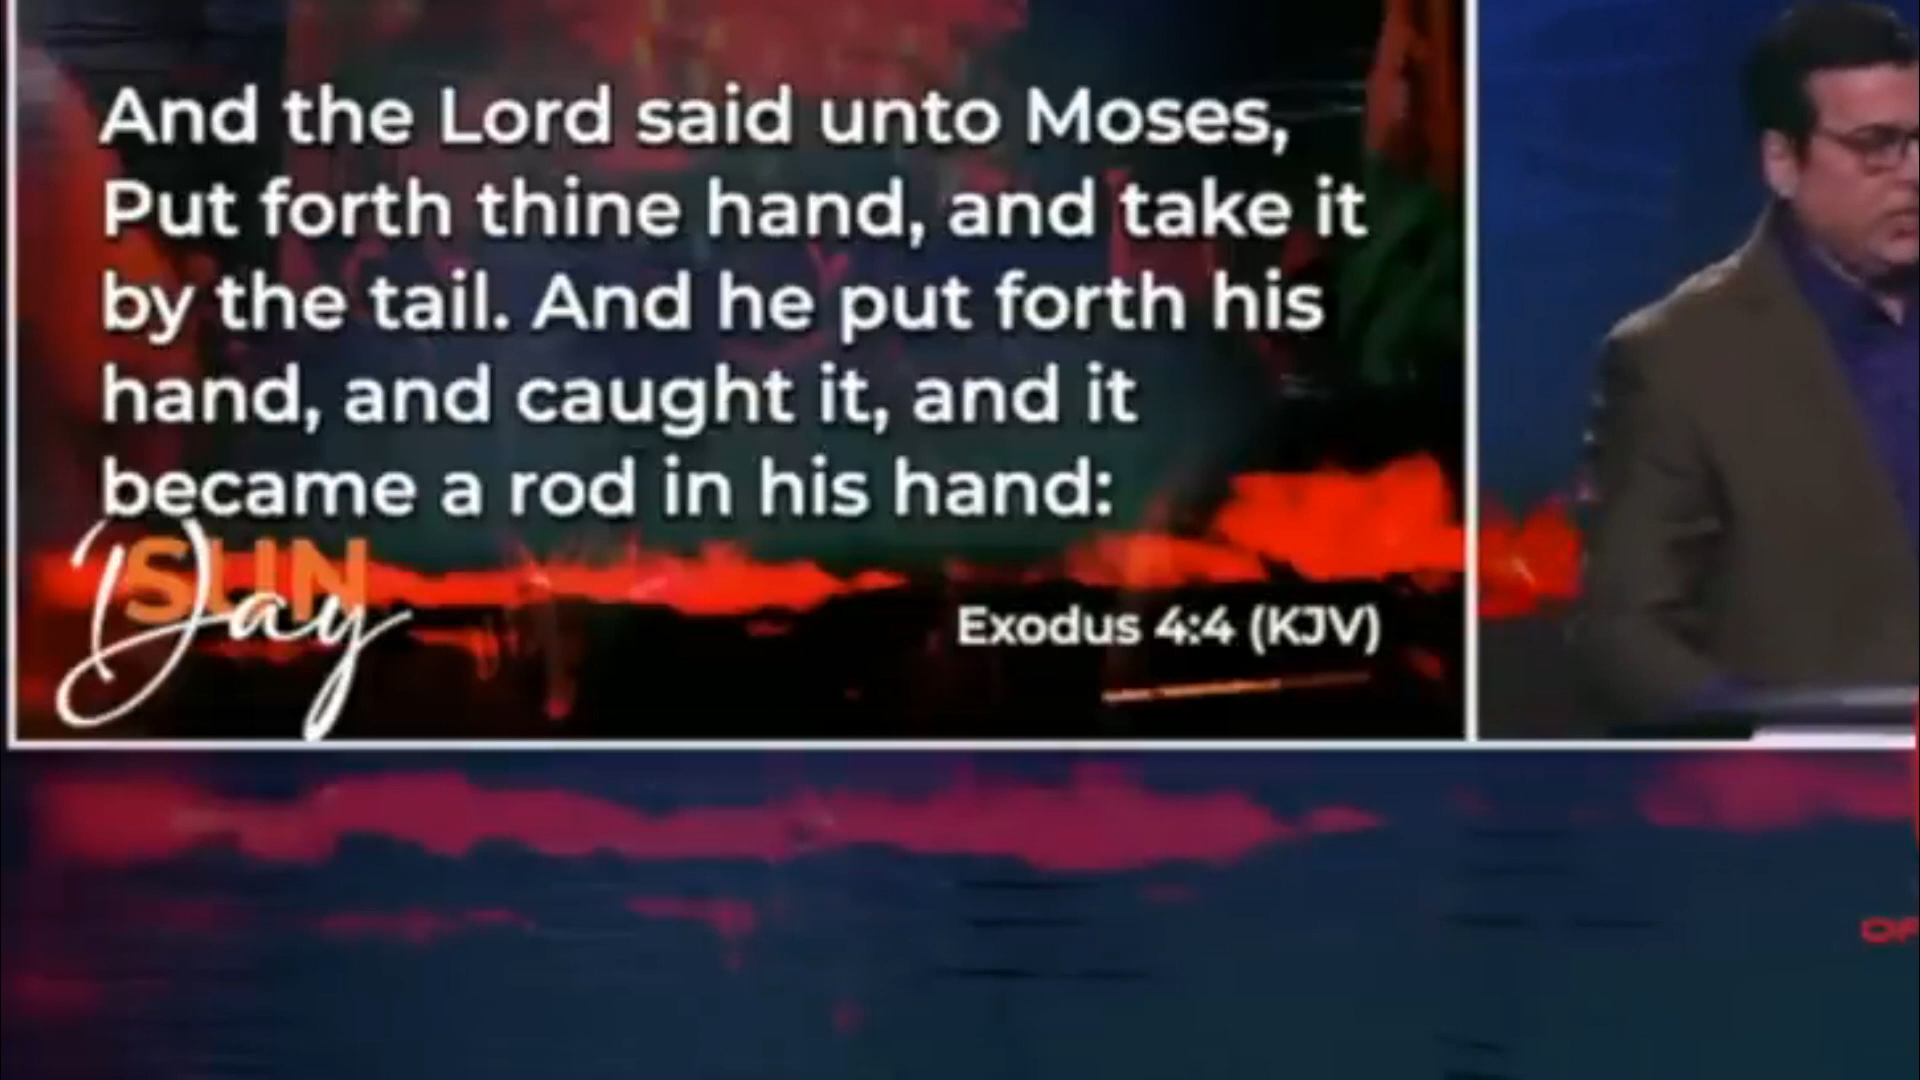 And the Lord said unto Moses,
Put forth thine hand, and take it
by the tail. And he put forth his
hand, and caught it, and it
became a rod in his hand:
SUN
Day
Exodus 4:4 (KJV)